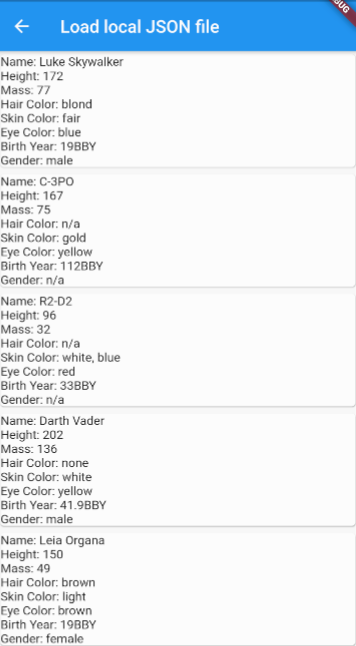 Load local JSON file
Name: Luke Skywalker
Height: 172
Mass: 77
Hair Color: blond
Skin Color: fair
Eye Color: blue
Birth Year: 19BBY
Gender: male
Name: C-3PO
Height: 167
Mass: 75
Hair Color: n/a
Skin Color: gold
Eye Color: yellow
Birth Year: 112BBY
Gender: n/a
Name: R2-D2
Height: 96
Mass: 32
Hair Color: n/a
Skin Color: white, blue
Eye Color: red
Birth Year: 33BBY
Gender: n/a
Name: Darth Vader
Height: 202
Mass: 136
Hair Color: none
Skin Color: white
Eye Color: yellow
Birth Year: 41.9BBY
Gender: male
Name: Leia Organa
Height: 150
Mass: 49
Hair Color: brown
Skin Color: light
Eye Color: brown
Birth Year: 19BBY
Gender: female